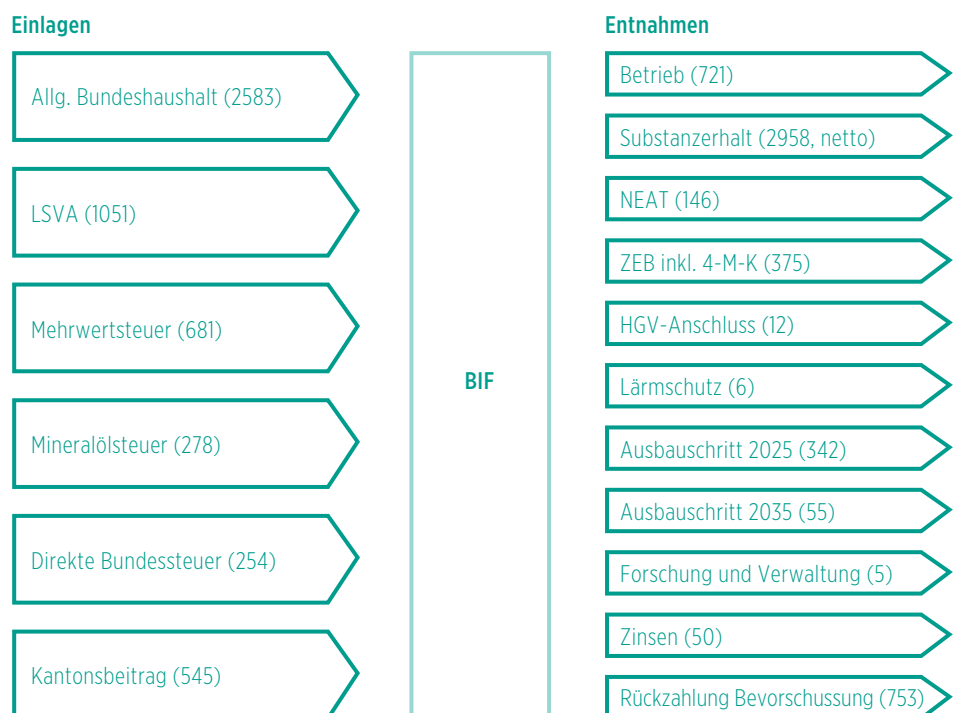 Einlagen
Allg. Bundeshaushalt (2583)
LSVA (1051)
Mehrwertsteuer (681)
Mineralölsteuer (278)
Direkte Bundessteuer (254)
Kantonsbeitrag (545)
BIF
Entnahmen
Betrieb (721)
Substanzerhalt (2958, netto)
NEAT (146)
ZEB inkl. 4-M-K (375)
HGV-Anschluss (12)
Lärmschutz (6)
Ausbauschritt 2025 (342)
Ausbauschritt 2035 (55)
Forschung und Verwaltung (5)
Zinsen (50)
Rückzahlung Bevorschussung (753)